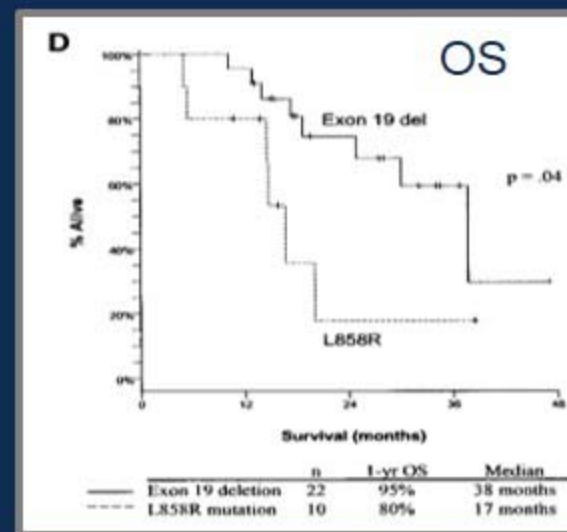 D
OS
100%
80%
60%
40%
20%
0%
% Alive
Exon 19 del
p = .04
L858R
0 12 24 36 48
Survival (months)
n 1-yr OS Median
Exon 19 deletion 22 95% 38 months
L858R mutation 10 80% 17 months